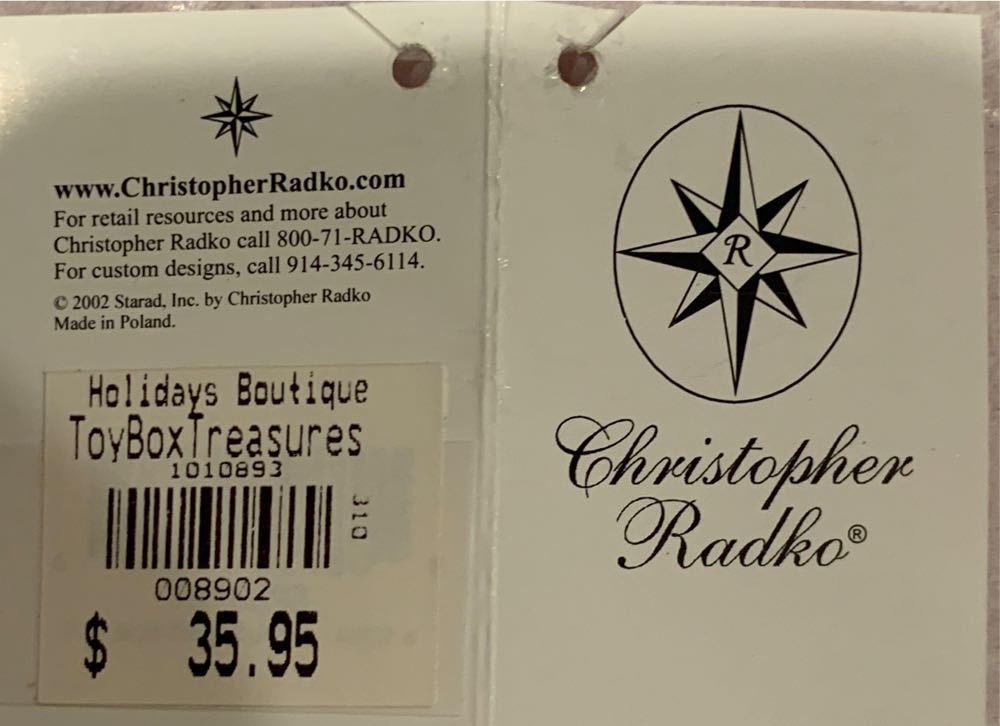 www.ChristopherRadko.com
For retail resources and more about
Christopher Radko call 800-71-RADKO.
For custom designs, call 914-345-6114.
© 2002 Starad, Inc. by Christopher Radko
Made in Poland.
Holidays Boutique
ToyBoxTreasures
1010893
310
008902
$ 35.95
R
Christopher
Radko®